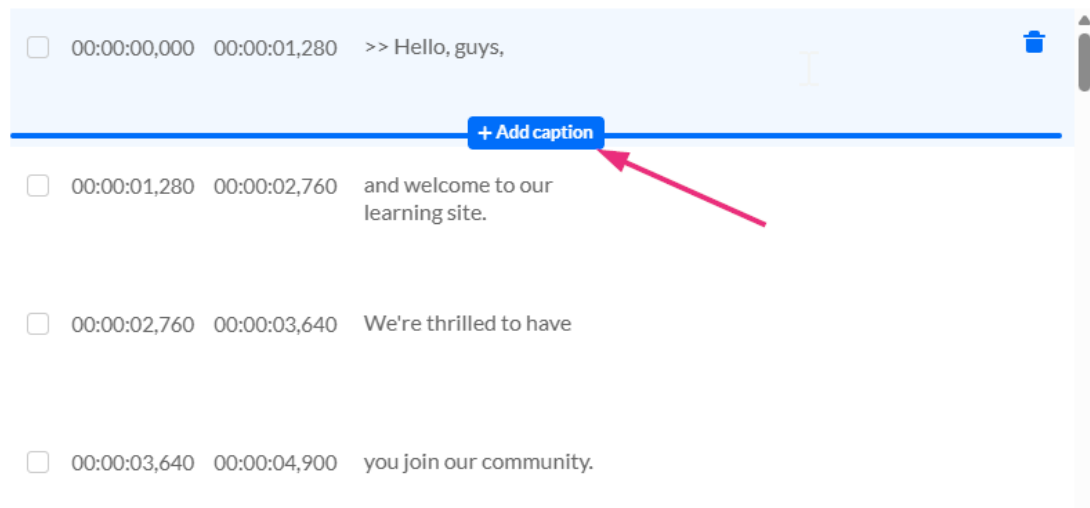 00:00:00,000 00:00:01,280 >> Hello, guys,
+ Add caption
00:00:01,280 00:00:02,760 and welcome to our
learning site.
00:00:02,760 00:00:03,640 We're thrilled to have
00:00:03,640 00:00:04,900 you join our community.